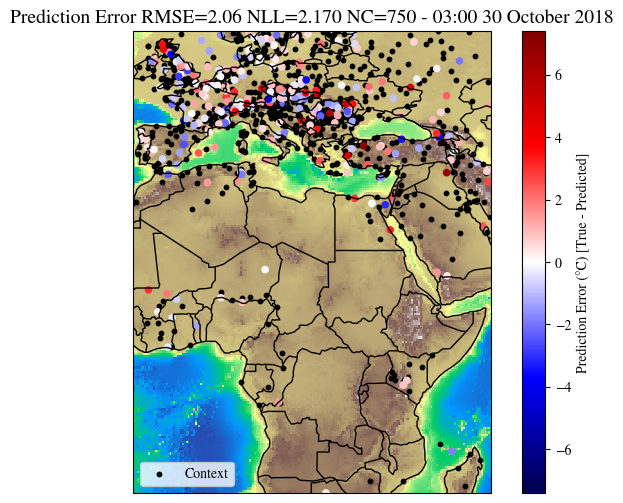 Prediction Error RMSE=2.06 NLL=2.170 NC=750 - 03:00 30 October 2018
6
4
2
0
−2
−4
−6
Prediction Error (°C) [True - Predicted]
Context